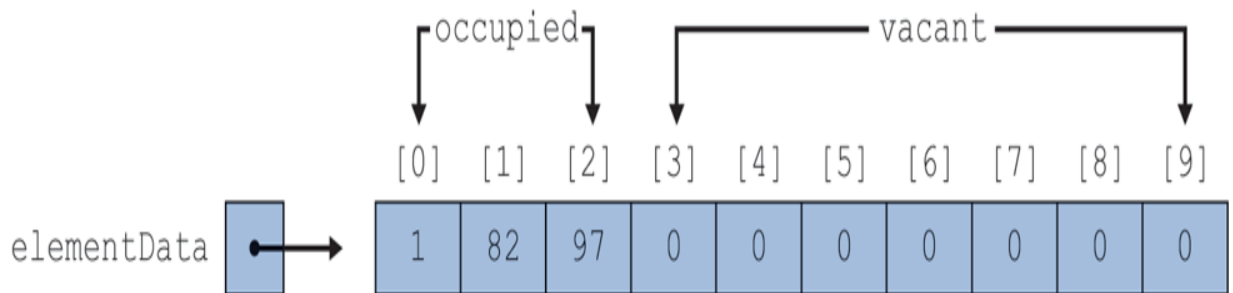 occupied vacant
[0] [1] [2] [3] [4] [5] [6] [7] [8] [9]
elementData 1 82 97 0 0 0 0 0 0 0